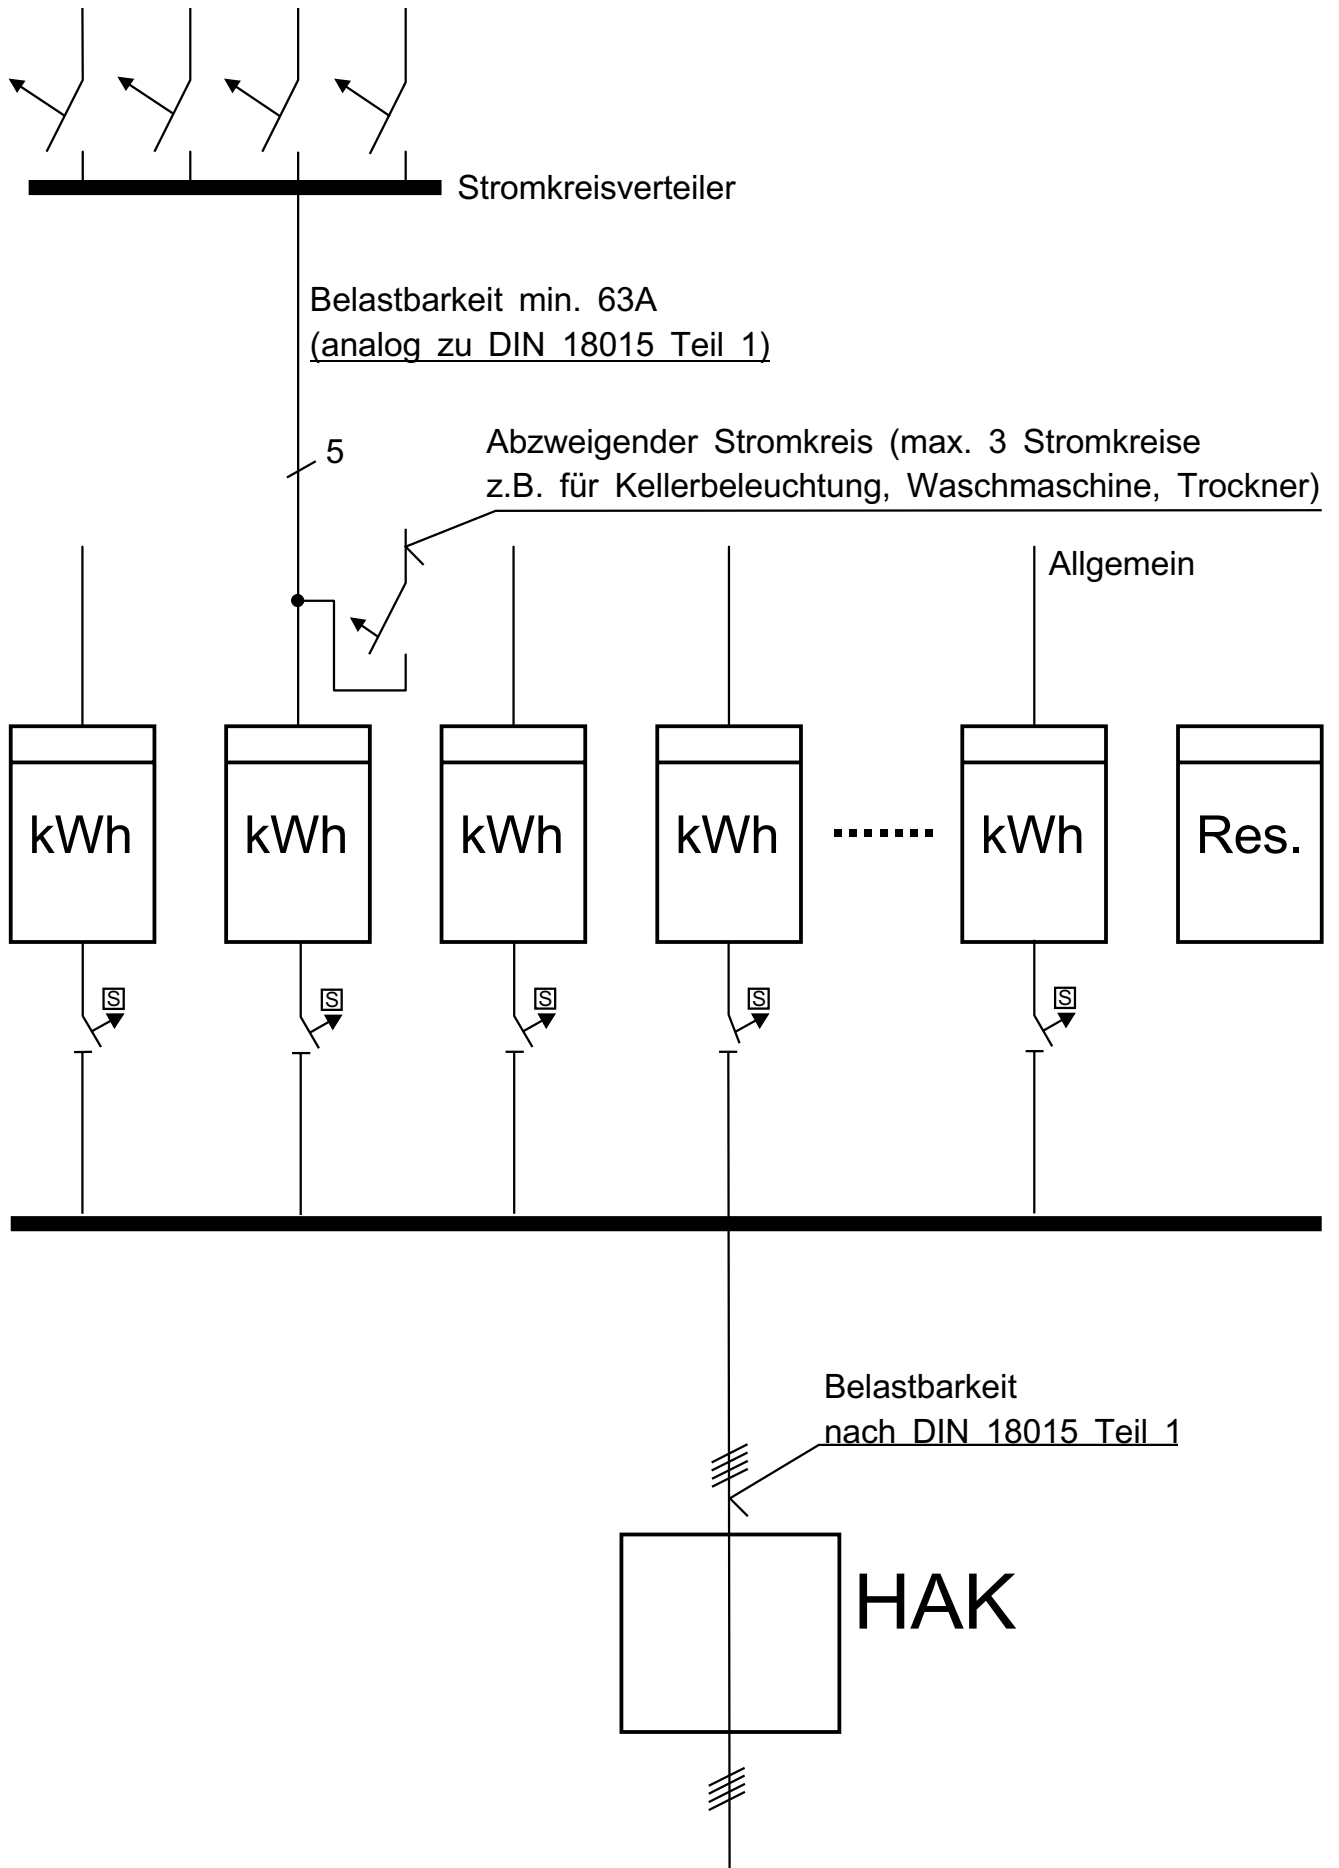 Stromkreisverteiler
Belastbarkeit min. 63A
(analog zu DIN 18015 Teil 1)
5
Abzweigender Stromkreis (max. 3 Stromkreise
z.B. für Kellerbeleuchtung, Waschmaschine, Trockner)
Allgemein
kWh
kWh
kWh
kWh
kWh
Res.
S
S
S
S
S
Belastbarkeit
nach DIN 18015 Teil 1
HAK